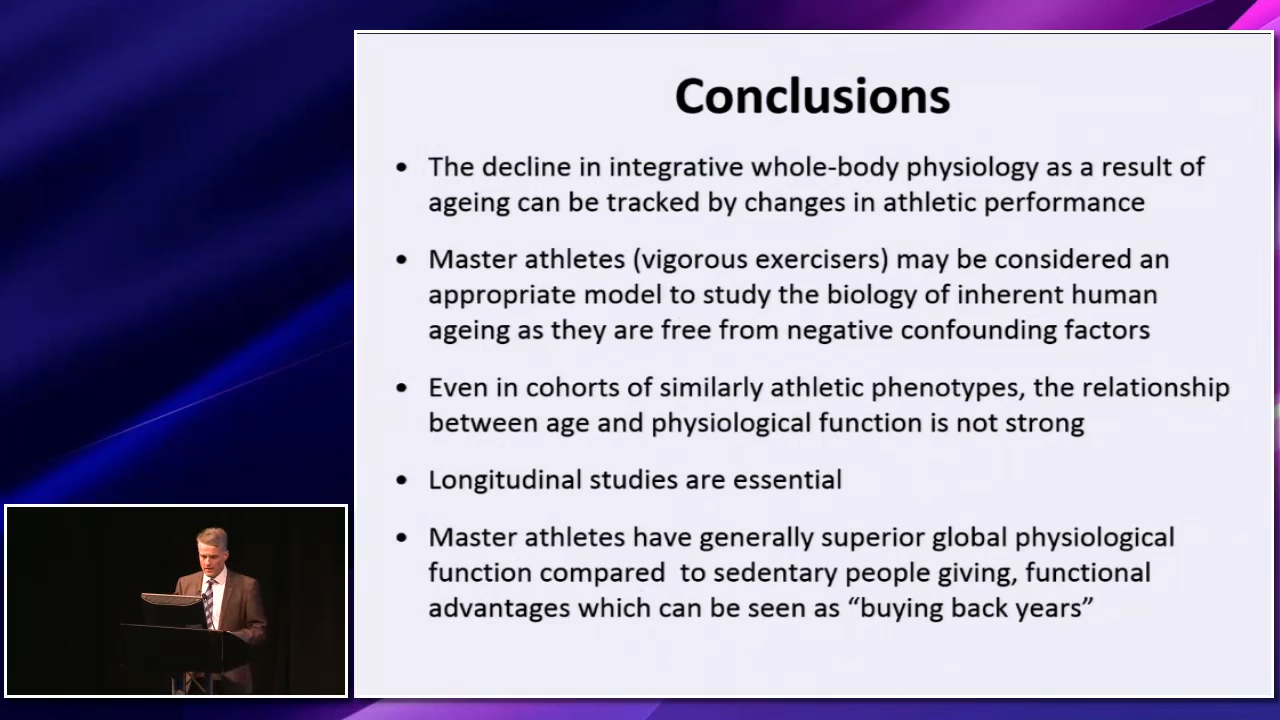 Conclusions
• The decline in integrative whole-body physiology as a result of
ageing can be tracked by changes in athletic performance
• Master athletes (vigorous exercisers) may be considered an
appropriate model to study the biology of inherent human
ageing as they are free from negative confounding factors
• Even in cohorts of similarly athletic phenotypes, the relationship
between age and physiological function is not strong
• Longitudinal studies are essential
• Master athletes have generally superior global physiological
function compared  to sedentary people giving, functional
advantages which can be seen as “buying back years”